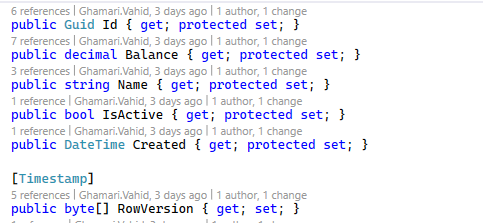 6 references | Ghamari.Vahid, 3 days ago | 1 author, 1 change
public Guid Id { get; protected set; }
7 references | Ghamari.Vahid, 3 days ago | 1 author, 1 change
public decimal Balance { get; protected set; }
3 references | Ghamari.Vahid, 3 days ago | 1 author, 1 change
public string Name { get; protected set; }
1 reference | Ghamari.Vahid, 3 days ago | 1 author, 1 change
public bool IsActive { get; protected set; }
1 reference | Ghamari.Vahid, 3 days ago | 1 author, 1 change
public DateTime Created { get; protected set; }
[Timestamp]
5 references | Ghamari.Vahid, 3 days ago | 1 author, 1 change
public byte[] RowVersion { get; set; }